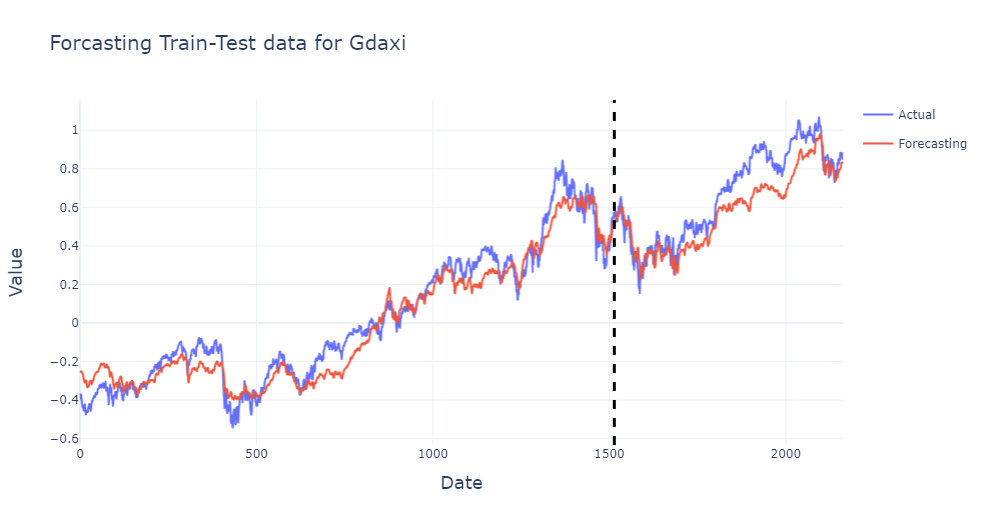 Forcasting Train-Test data for Gdaxi
Actual
Forecasting
Value
1
0.8
0.6
0.4
0.2
0
−0.2
−0.4
−0.6
0
500
1000
1500
2000
Date